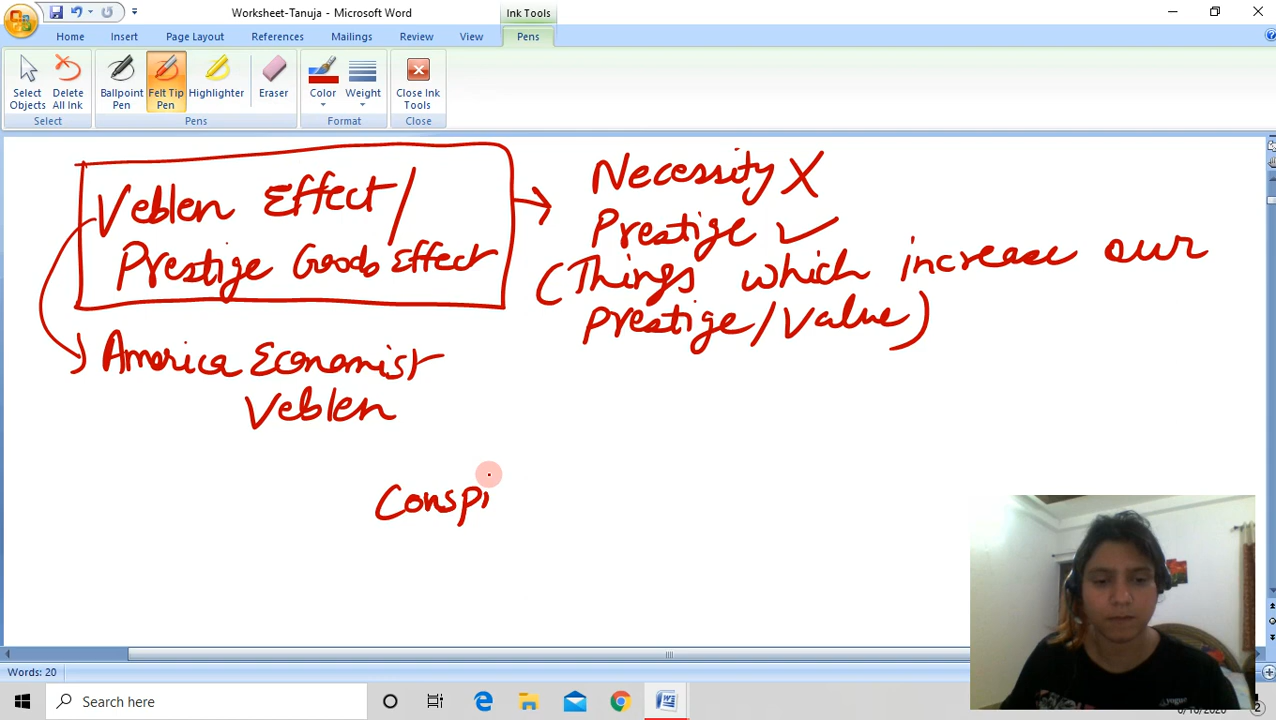 Worksheet-Tanuja - Microsoft Word
Ink Tools
Home
Insert
Page Layout
References
Mailings
Review
View
Pens
Select Objects
Delete All Ink
Ballpoint Pen
Felt Tip Pen
Highlighter
Eraser
Color
Weight
Close Ink Tools
Select
Pens
Format
Close
Veblen Effect/
Prestige Goods Effect
Necessity X
Prestige ✓
(Things which increase our
Prestige/Value)
America Economist
Veblen
Conspi
Words: 20
Search here